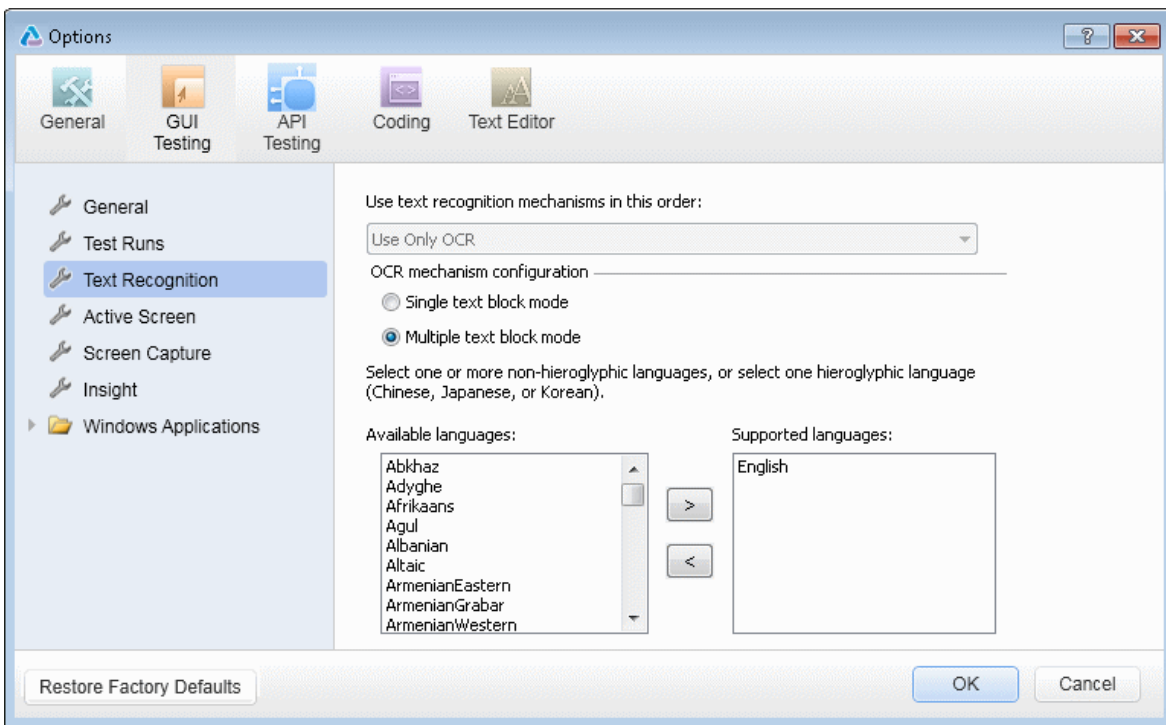 Options
General
GUI
Testing
API
Testing
Coding
Text Editor
General
Test Runs
Text Recognition
Active Screen
Screen Capture
Insight
Windows Applications
Use text recognition mechanisms in this order:
Use Only OCR
OCR mechanism configuration
Single text block mode
Multiple text block mode
Select one or more non-hieroglyphic languages, or select one hieroglyphic language
(Chinese, Japanese, or Korean).
Available languages:
Abkhaz
Adyghe
Afrikaans
Agul
Albanian
Altaic
ArmenianEastern
ArmenianGrabar
ArmenianWestern
>
<
Supported languages:
English
Restore Factory Defaults
OK
Cancel